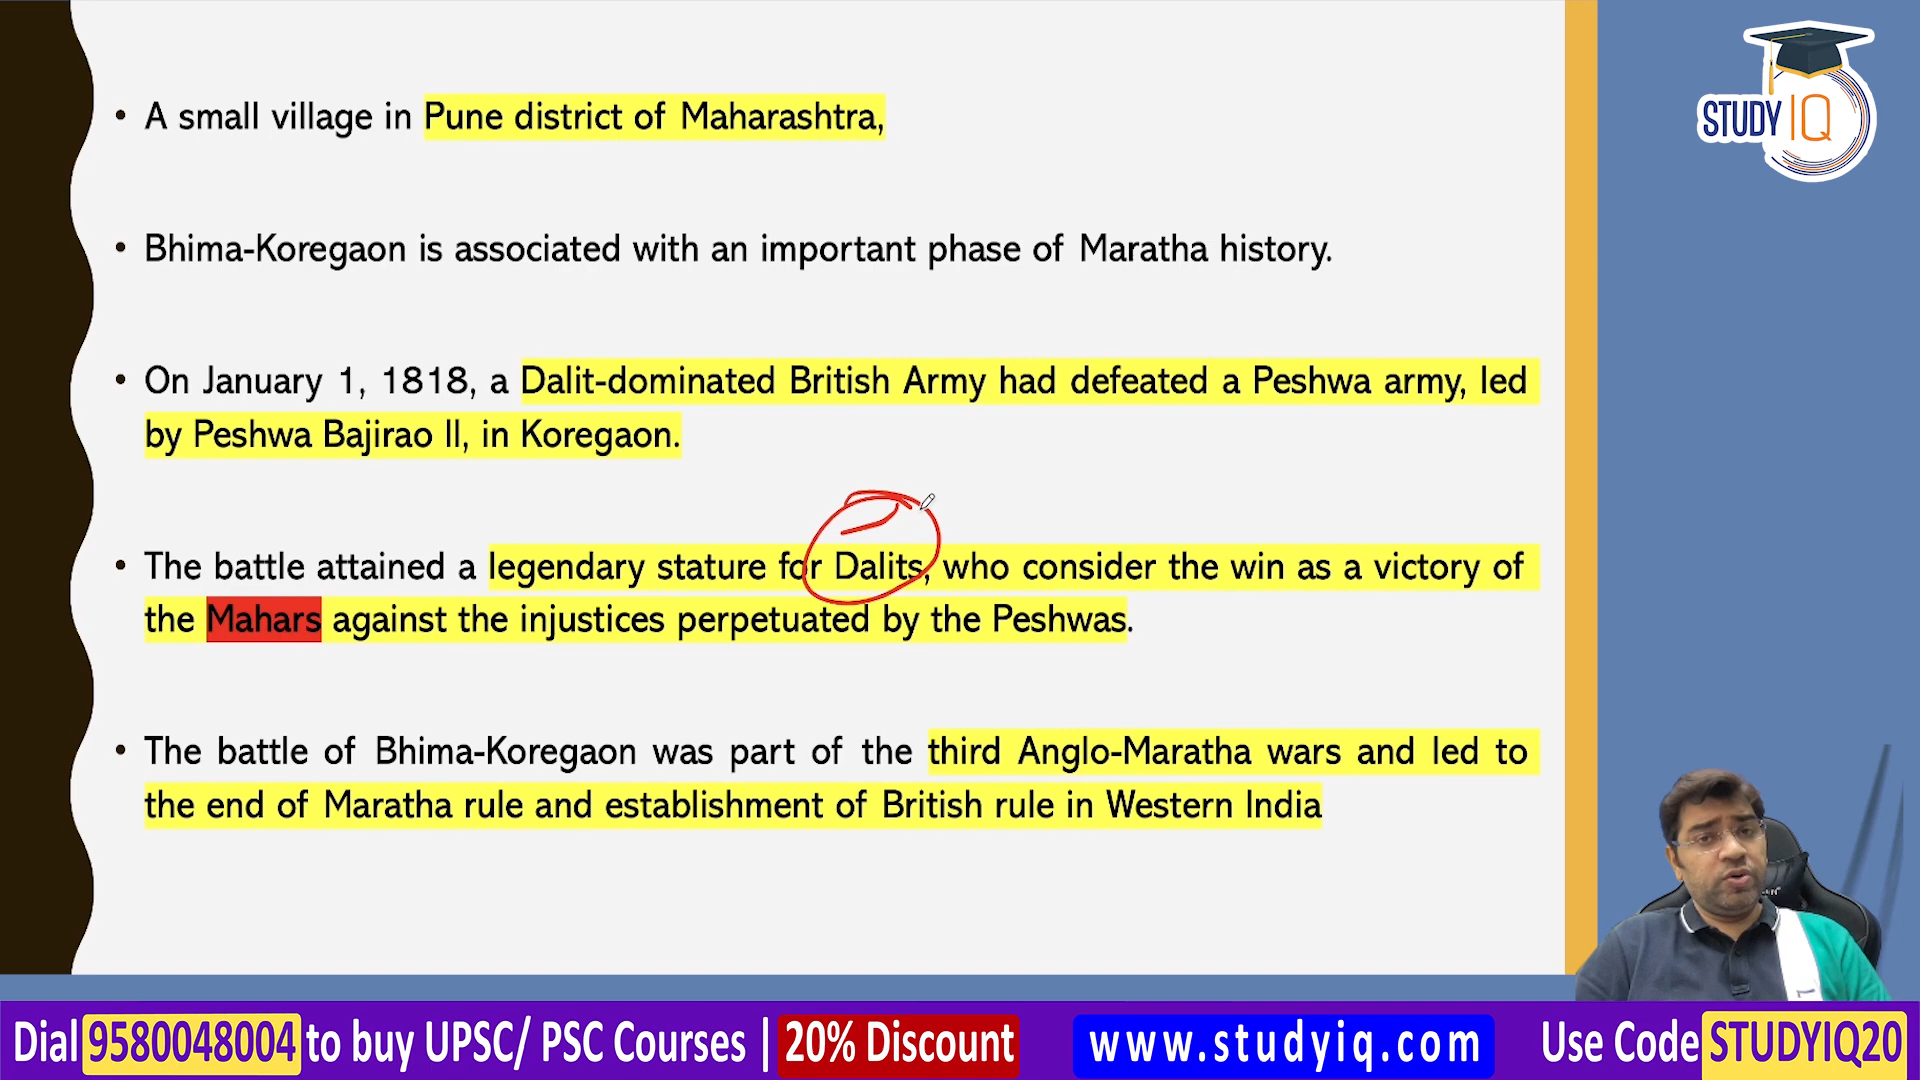 • A small village in Pune district of Maharashtra,
• Bhima-Koregaon is associated with an important phase of Maratha history.
• On January 1, 1818, a Dalit-dominated British Army had defeated a Peshwa army, led
by Peshwa Bajirao II, in Koregaon.
• The battle attained a legendary stature for Dalits, who consider the win as a victory of
the Mahars against the injustices perpetuated by the Peshwas.
• The battle of Bhima-Koregaon was part of the third Anglo-Maratha wars and led to
the end of Maratha rule and establishment of British rule in Western India
STUDY IQ
Dial 9580048004 to buy UPSC/ PSC Courses | 20% Discount www.studyiq.com Use Code STUDYIQ20